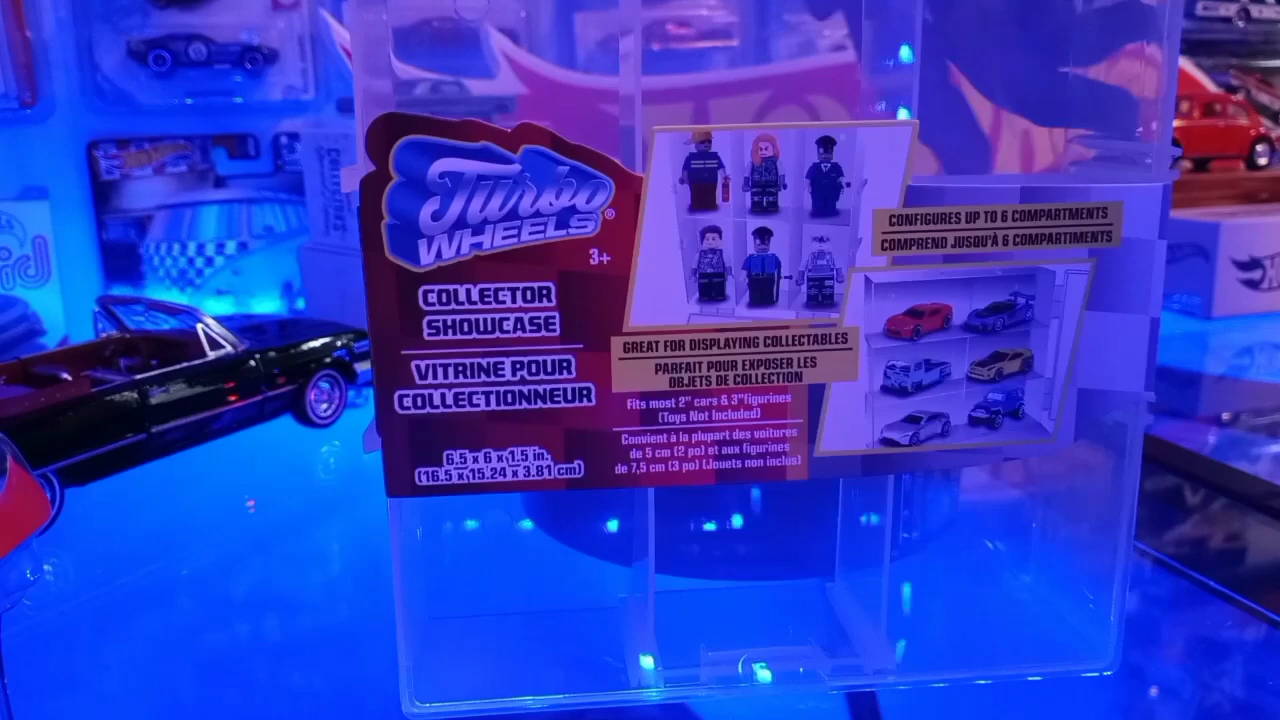 Turbo
WHEELS®
3+
COLLECTOR
SHOWCASE
VITRINE POUR
COLLECTIONNEUR
6.5 x 6 x 1.5 in.
(16.5 x 15.24 x 3.81 cm)
GREAT FOR DISPLAYING COLLECTABLES
PARFAIT POUR EXPOSER LES
OBJETS DE COLLECTION
Fits most 2" cars & 3"figurines
(Toys Not Included)
Convient à la plupart des voitures
de 5 cm (2 po) et aux figurines
de 7,5 cm (3 po) (Jouets non inclus)
CONFIGURES UP TO 6 COMPARTMENTS
COMPREND JUSQU'À 6 COMPARTIMENTS
Hot Wheels